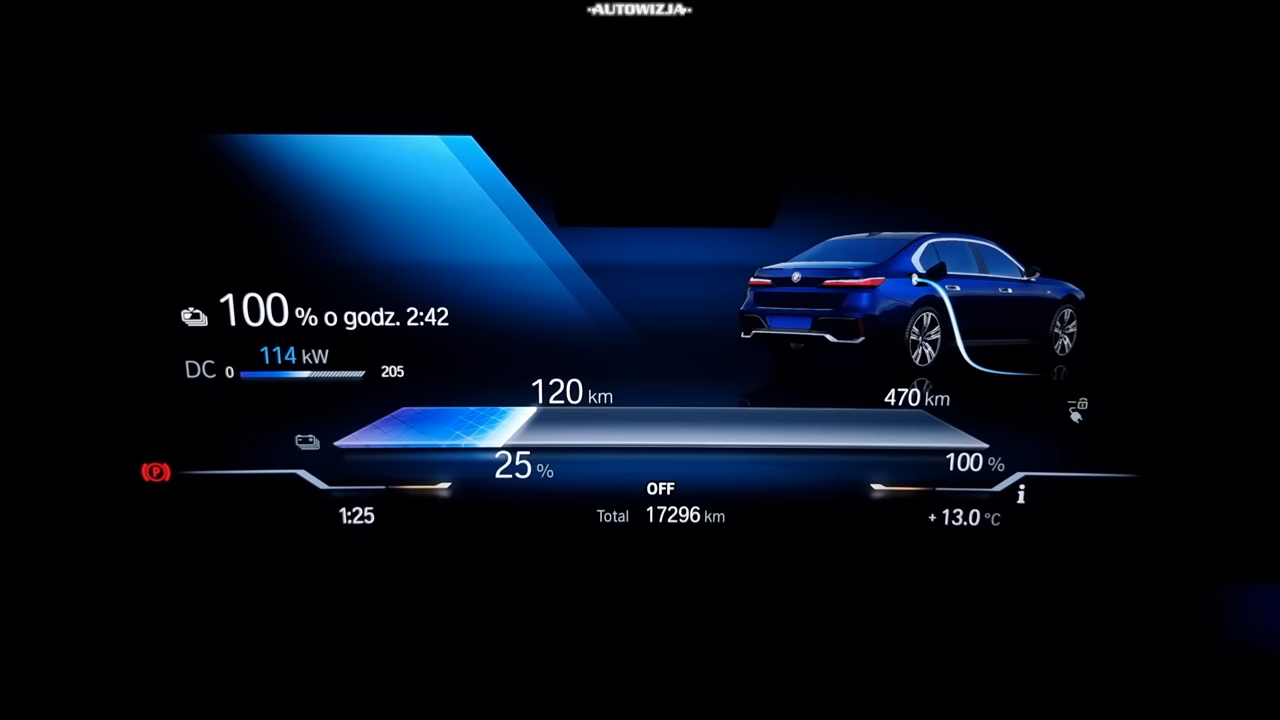 ·AUTOWIZJA·
100 % o godz. 2:42
114 kW
DC 0 205
120 km 470 km
25 % 100 %
P
OFF
1:25 Total 17296 km + 13.0 °C